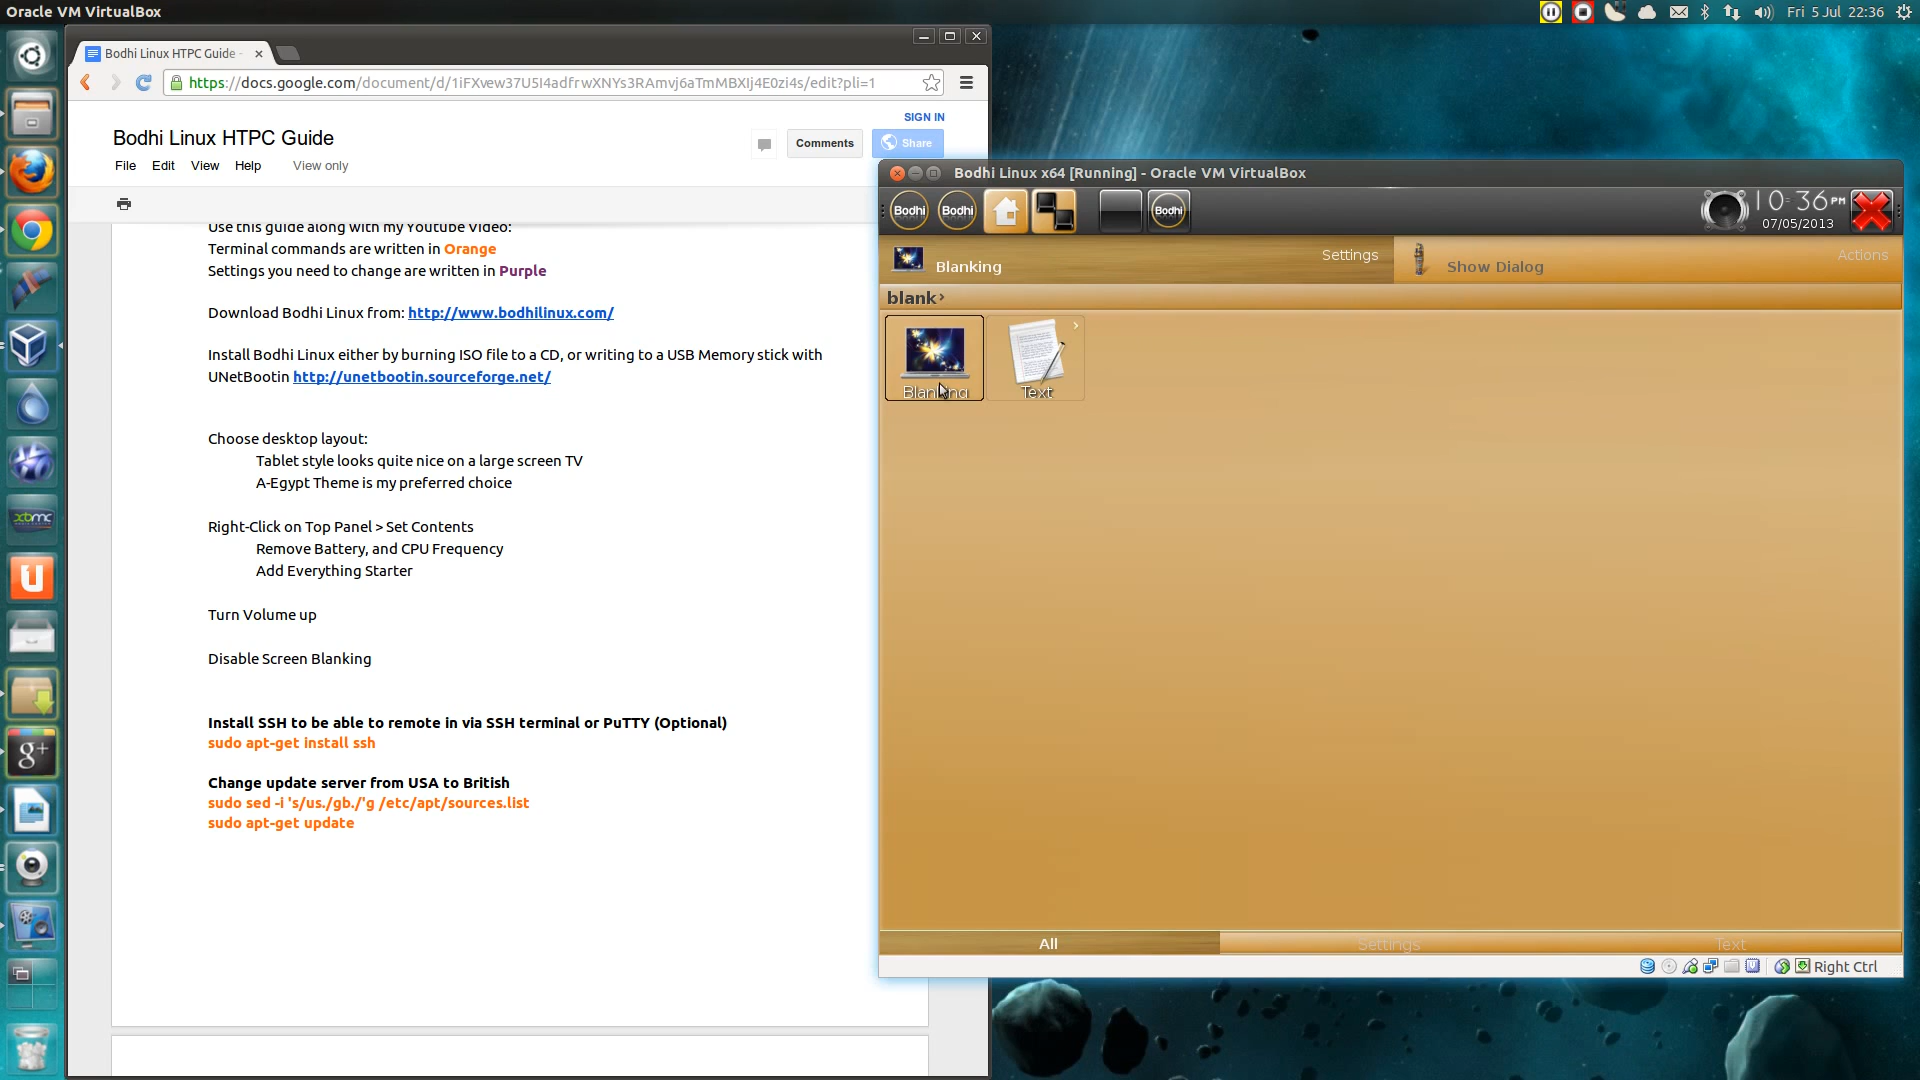 Oracle VM VirtualBox
Fri 5 Jul 22:36
Bodhi Linux HTPC Guide -
https://docs.google.com/document/d/1iFXvew37U5I4adfrwXNYs3RAmvj6aTmMBXIj4E0zi4s/edit?pli=1
SIGN IN
Bodhi Linux HTPC Guide
Comments
Share
File Edit View Help View only
Use this guide along with my Youtube Video:
Terminal commands are written in Orange
Settings you need to change are written in Purple
Download Bodhi Linux from: http://www.bodhilinux.com/
Install Bodhi Linux either by burning ISO file to a CD, or writing to a USB Memory stick with
UNetBootin http://unetbootin.sourceforge.net/
Choose desktop layout:
Tablet style looks quite nice on a large screen TV
A-Egypt Theme is my preferred choice
Right-Click on Top Panel > Set Contents
Remove Battery, and CPU Frequency
Add Everything Starter
Turn Volume up
Disable Screen Blanking
Install SSH to be able to remote in via SSH terminal or PuTTY (Optional)
sudo apt-get install ssh
Change update server from USA to British
sudo sed -i 's/us./gb./'g /etc/apt/sources.list
sudo apt-get update
xbmc
g+
Bodhi Linux x64 [Running] - Oracle VM VirtualBox
Bodhi
Bodhi
Bodhi
10:36 PM
07/05/2013
Blanking
Settings
Show Dialog
Actions
blank
Blanking
Text
All
Settings
Text
Right Ctrl